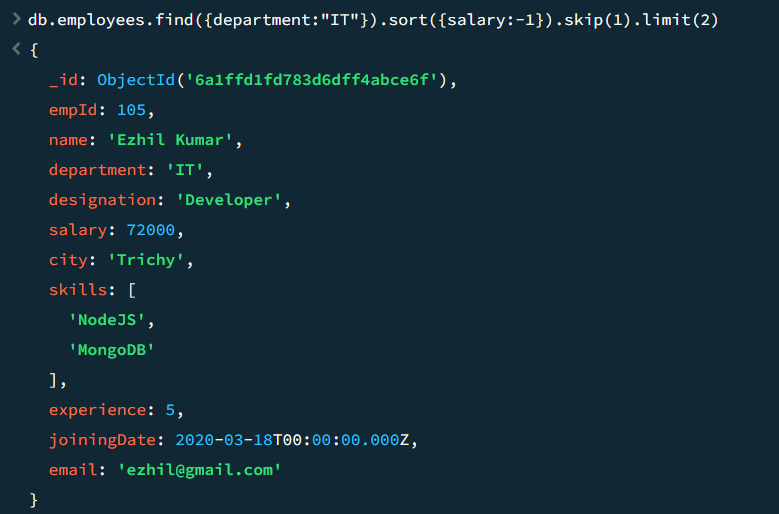 > db.employees.find({department:"IT"}).sort({salary:-1}).skip(1).limit(2)
< {
_id: ObjectId('6a1ffd1fd783d6dff4abce6f'),
empId: 105,
name: 'Ezhil Kumar',
department: 'IT',
designation: 'Developer',
salary: 72000,
city: 'Trichy',
skills: [
'NodeJS',
'MongoDB'
],
experience: 5,
joiningDate: 2020-03-18T00:00:00.000Z,
email: 'ezhil@gmail.com'
}